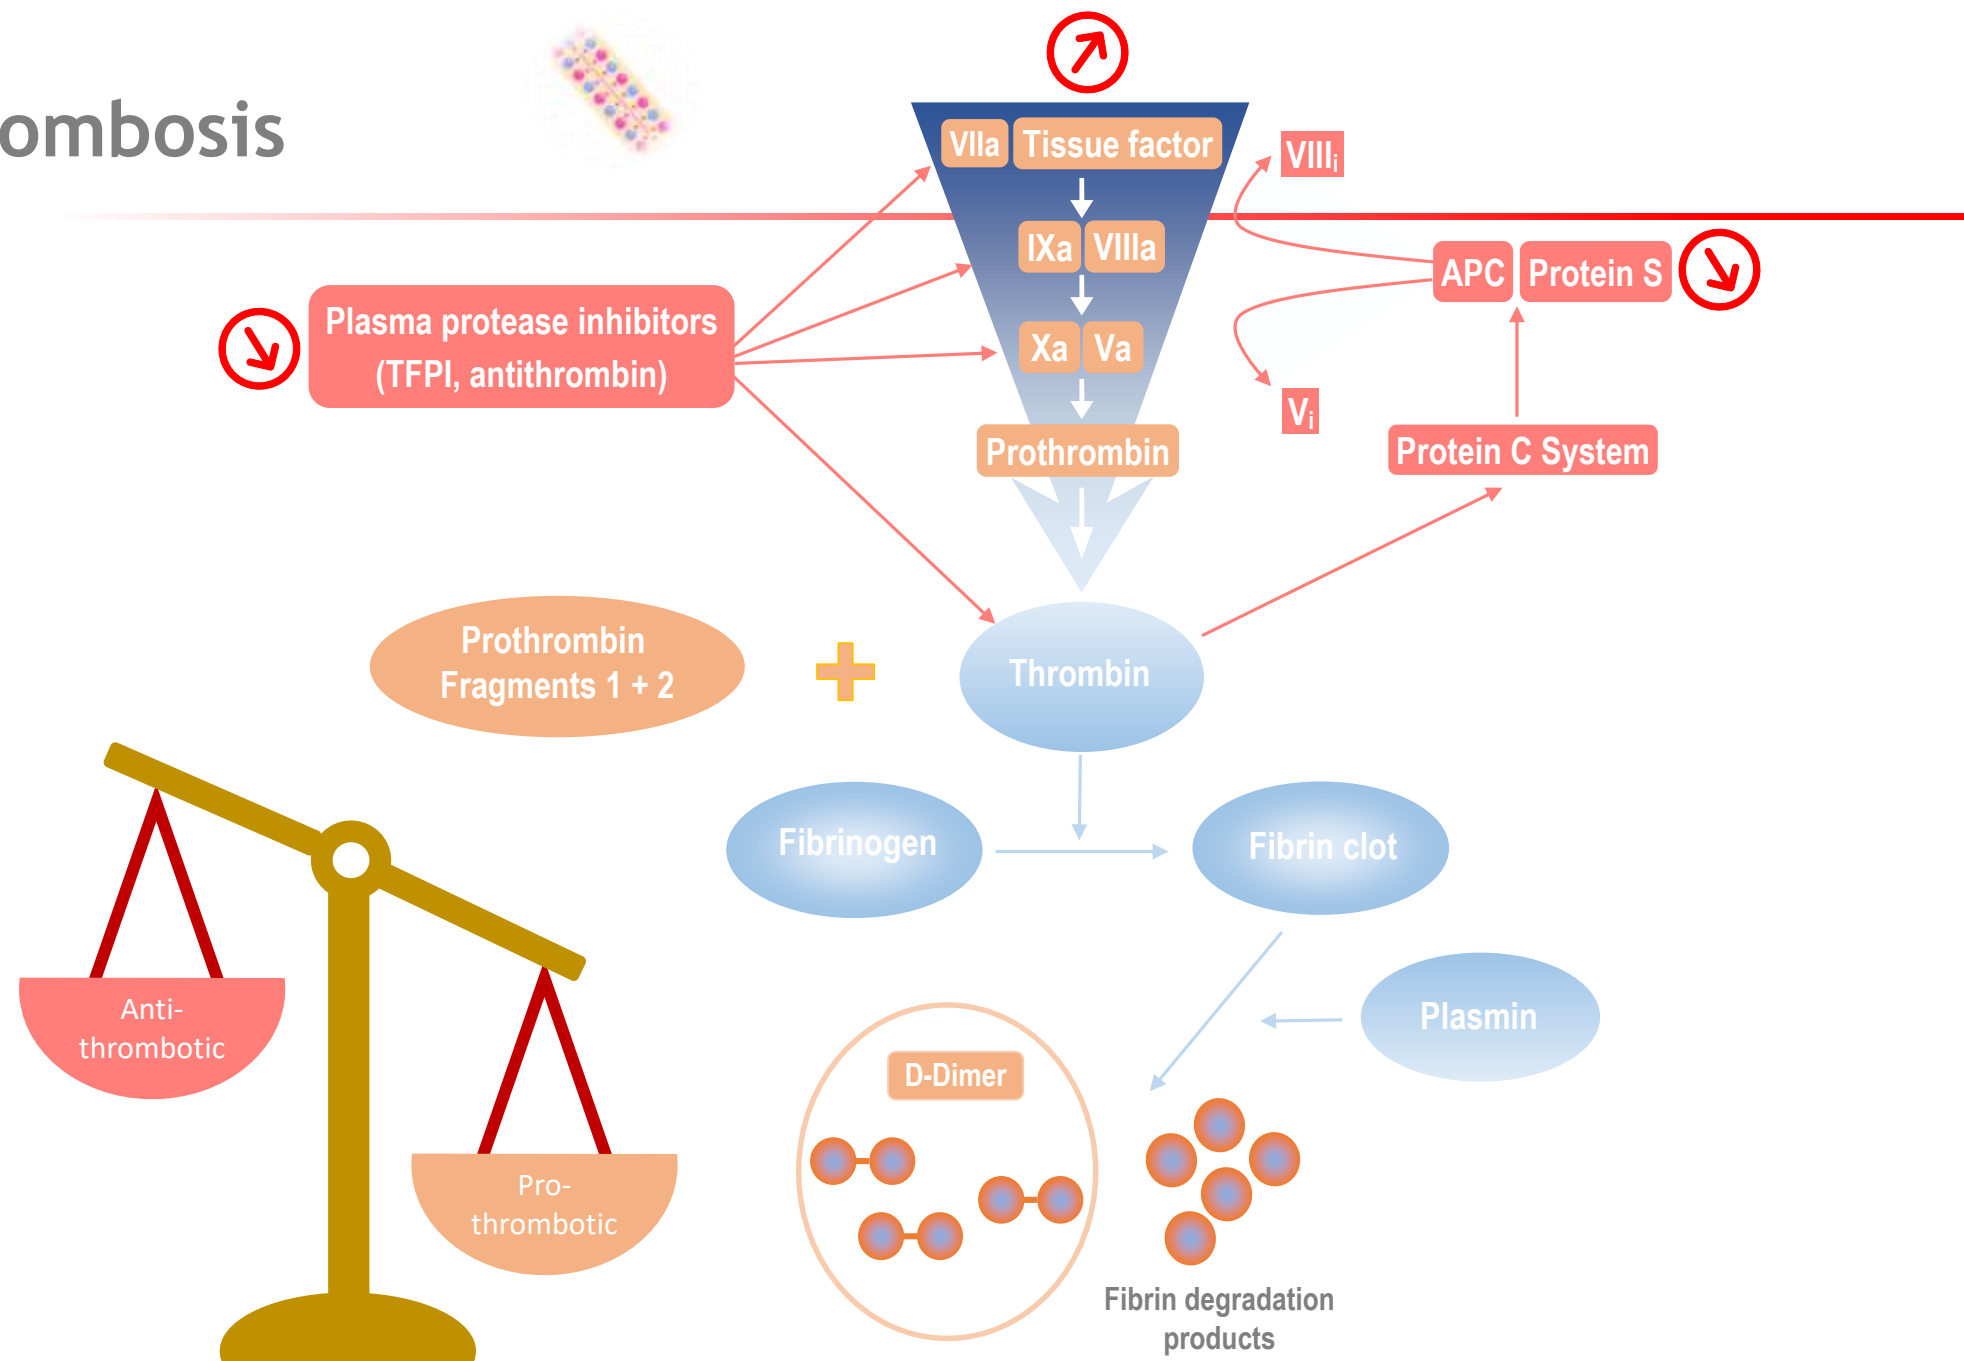 ombosis
VIIa Tissue factor
VIIIi
IXa VIIIa
APC Protein S
Plasma protease inhibitors
(TFPI, antithrombin)
Xa Va
Vi
Prothrombin
Protein C System
Prothrombin
Fragments 1 + 2
Thrombin
Fibrinogen
Fibrin clot
Anti-
thrombotic
Plasmin
D-Dimer
Pro-
thrombotic
Fibrin degradation
products